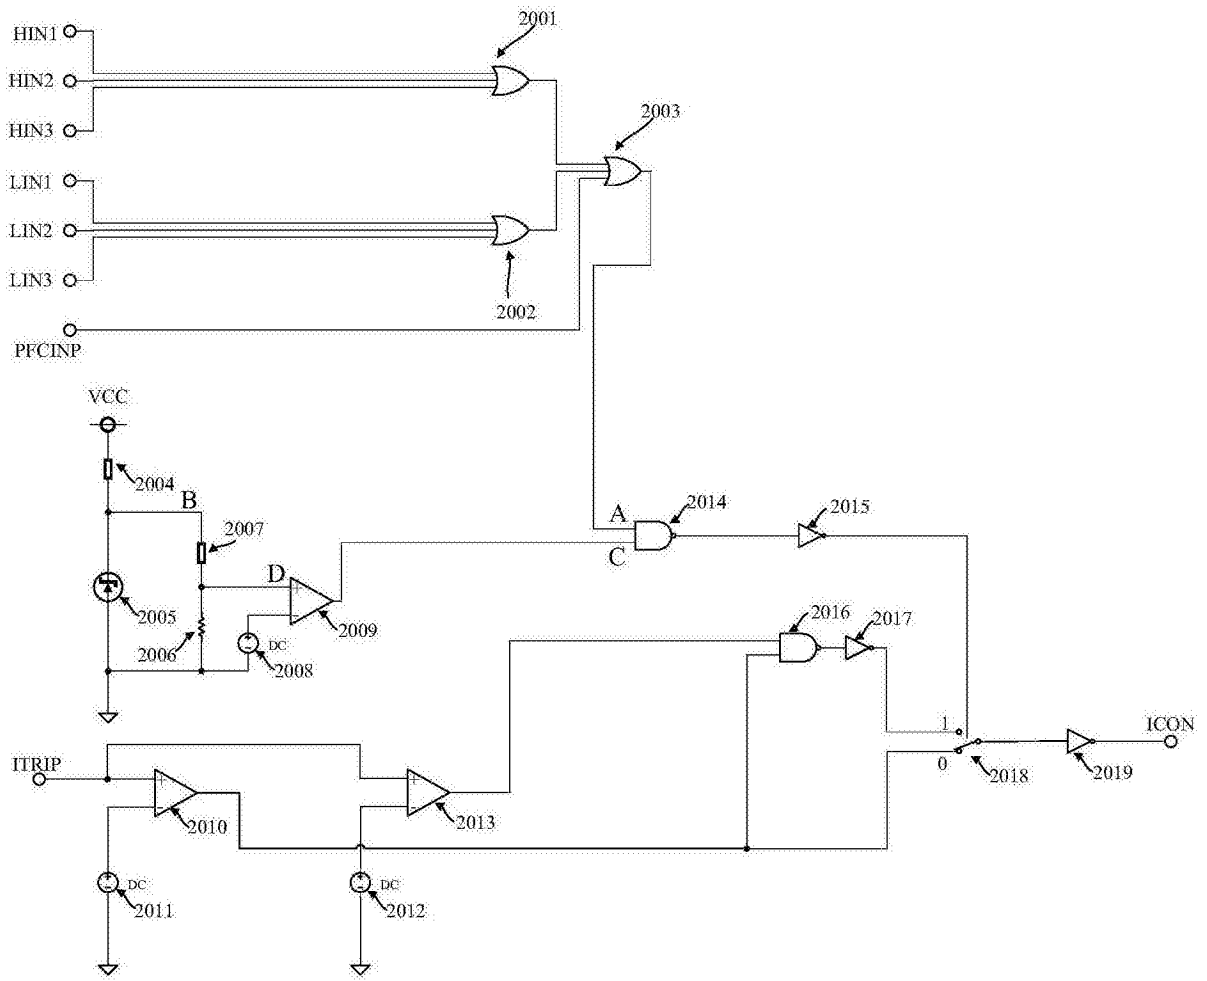 2001
HIN1
HIN2
2003
HIN3
LIN1
LIN2
LIN3
2002
PFCINP
VCC
2004
B
2007
A
2014
2015
C
D
2005
2009
2006
DC
2008
2016
2017
1
ICON
ITRIP
0
2018
2019
2010
2013
DC
2011
DC
2012
+
-
+
-
+
-